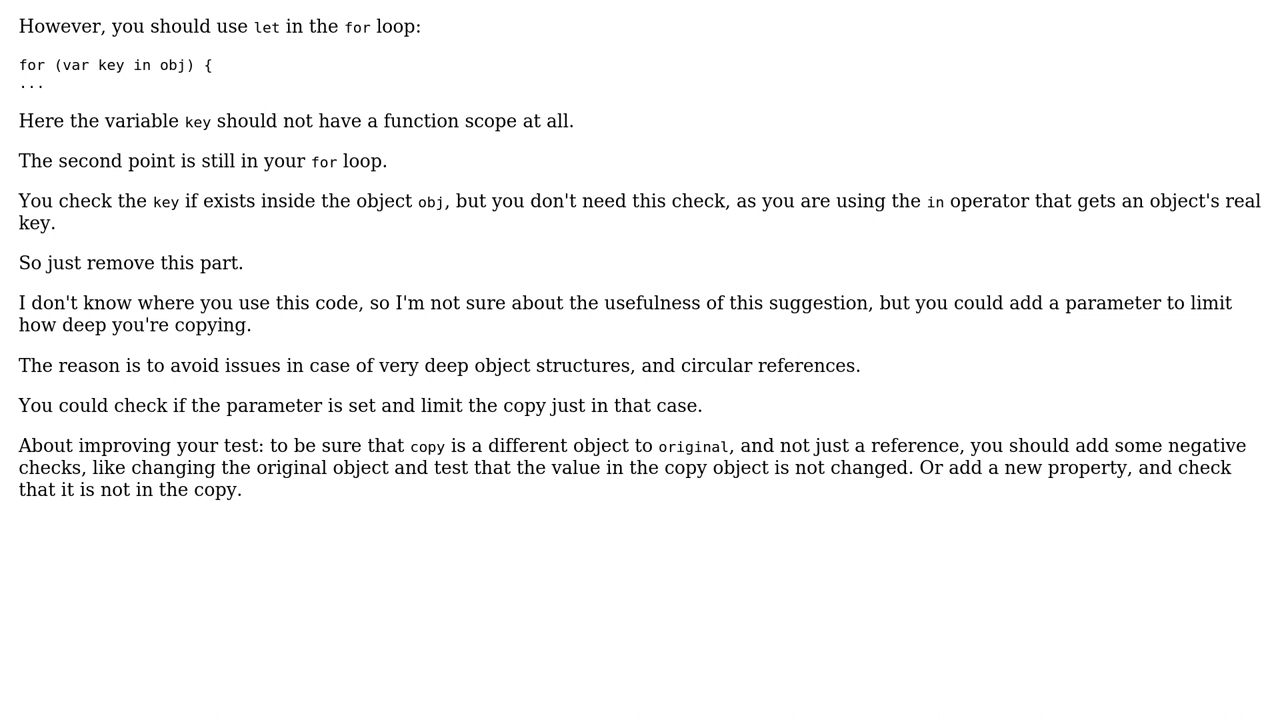 However, you should use let in the for loop:
for (var key in obj) {
...
Here the variable key should not have a function scope at all.
The second point is still in your for loop.
You check the key if exists inside the object obj, but you don't need this check, as you are using the in operator that gets an object's real
key.
So just remove this part.
I don't know where you use this code, so I'm not sure about the usefulness of this suggestion, but you could add a parameter to limit
how deep you're copying.
The reason is to avoid issues in case of very deep object structures, and circular references.
You could check if the parameter is set and limit the copy just in that case.
About improving your test: to be sure that copy is a different object to original, and not just a reference, you should add some negative
checks, like changing the original object and test that the value in the copy object is not changed. Or add a new property, and check
that it is not in the copy.